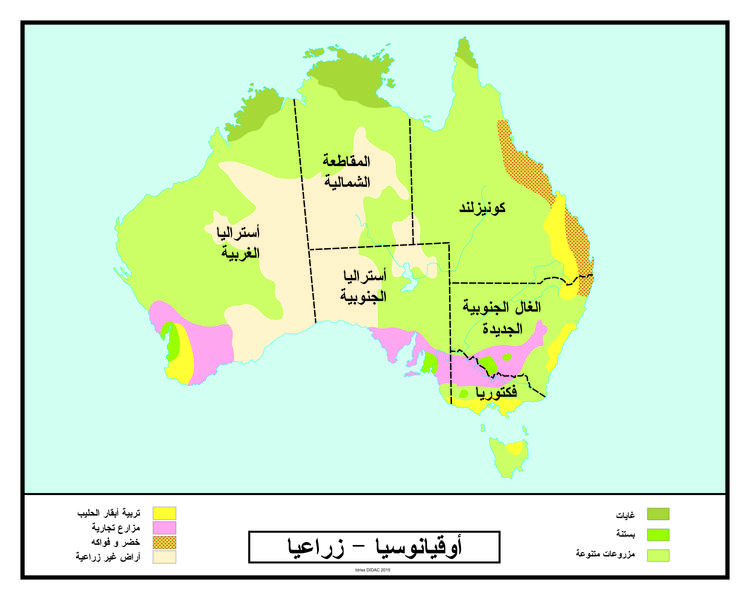 المقاطعة
الشمالية
كونيزلند
أستراليا
الغربية
أستراليا
الجنوبية
الغال الجنوبية
الجديدة
فكتوريا
غابات
بستنة
مزروعات متنوعة
تربية أبقار الحليب
مزارع تجارية
خضر و فواكه
أراض غير زراعية
أوقيانوسيا - زراعيا
Idriss DIDAC 2015